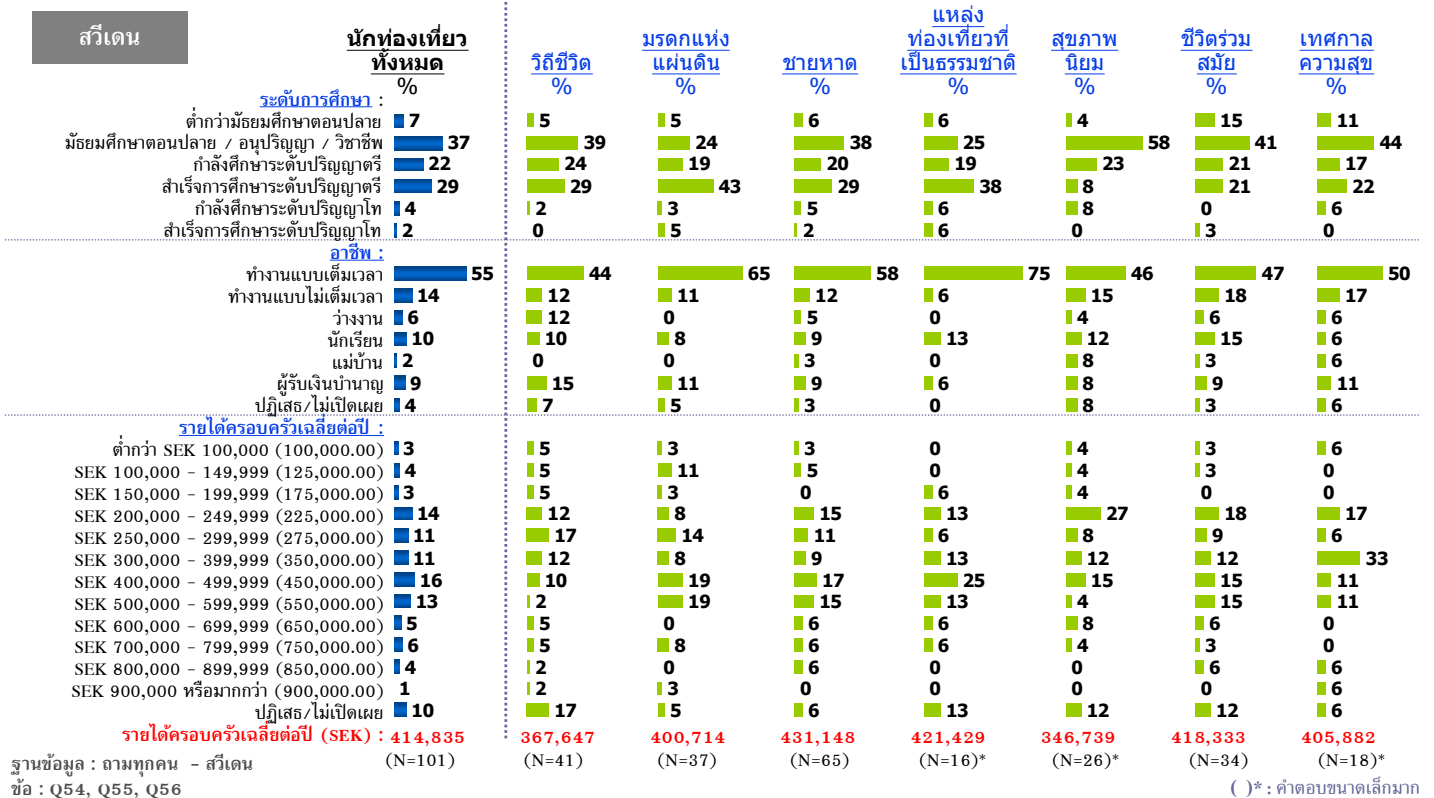 สวีเดน
นักท่องเที่ยว
ทั้งหมด
%
วิถีชีวิต
%
มรดกแห่ง
แผ่นดิน
%
ชายหาด
%
แหล่ง
ท่องเที่ยวที่
เป็นธรรมชาติ
%
สุขภาพ
นิยม
%
ชีวิตร่วม
สมัย
%
เทศกาล
ความสุข
%
ระดับการศึกษา :
ต่ำกว่ามัธยมศึกษาตอนปลาย 7 5 5 6 6 4 15 11
มัธยมศึกษาตอนปลาย / อนุปริญญา / วิชาชีพ 37 39 24 38 25 58 41 44
กำลังศึกษาระดับปริญญาตรี 22 24 19 20 19 23 21 17
สำเร็จการศึกษาระดับปริญญาตรี 29 29 43 29 38 8 21 22
กำลังศึกษาระดับปริญญาโท 4 2 3 5 6 8 0 6
สำเร็จการศึกษาระดับปริญญาโท 2 0 5 2 6 0 3 0
อาชีพ :
ทำงานแบบเต็มเวลา 55 44 65 58 75 46 47 50
ทำงานแบบไม่เต็มเวลา 14 12 11 12 6 15 18 17
ว่างงาน 6 12 0 5 0 4 6 6
นักเรียน 10 10 8 9 13 12 15 6
แม่บ้าน 2 0 0 3 0 8 3 6
ผู้รับเงินบำนาญ 9 15 11 9 6 8 9 11
ปฏิเสธ/ไม่เปิดเผย 4 7 5 3 0 8 3 6
รายได้ครอบครัวเฉลี่ยต่อปี :
ต่ำกว่า SEK 100,000 (100,000.00) 3 5 3 3 0 4 3 6
SEK 100,000 - 149,999 (125,000.00) 4 5 11 5 0 4 3 0
SEK 150,000 - 199,999 (175,000.00) 3 5 3 0 6 4 0 0
SEK 200,000 - 249,999 (225,000.00) 14 12 8 15 13 27 18 17
SEK 250,000 - 299,999 (275,000.00) 11 17 14 11 6 8 9 6
SEK 300,000 - 399,999 (350,000.00) 11 12 8 9 13 12 12 33
SEK 400,000 - 499,999 (450,000.00) 16 10 19 17 25 15 15 11
SEK 500,000 - 599,999 (550,000.00) 13 2 19 15 13 4 15 11
SEK 600,000 - 699,999 (650,000.00) 5 5 0 6 6 8 6 0
SEK 700,000 - 799,999 (750,000.00) 6 5 8 6 6 4 3 0
SEK 800,000 - 899,999 (850,000.00) 4 2 0 6 0 0 6 6
SEK 900,000 หรือมากกว่า (900,000.00) 1 2 3 0 0 0 0 6
ปฏิเสธ/ไม่เปิดเผย 10 17 5 6 13 12 12 6
รายได้ครอบครัวเฉลี่ยต่อปี (SEK) : 414,835 367,647 400,714 431,148 421,429 346,739 418,333 405,882
(N=101) (N=41) (N=37) (N=65) (N=16)* (N=26)* (N=34) (N=18)*
ฐานข้อมูล : ถามทุกคน - สวีเดน
ข้อ : Q54, Q55, Q56
( )* : คำตอบขนาดเล็กมาก